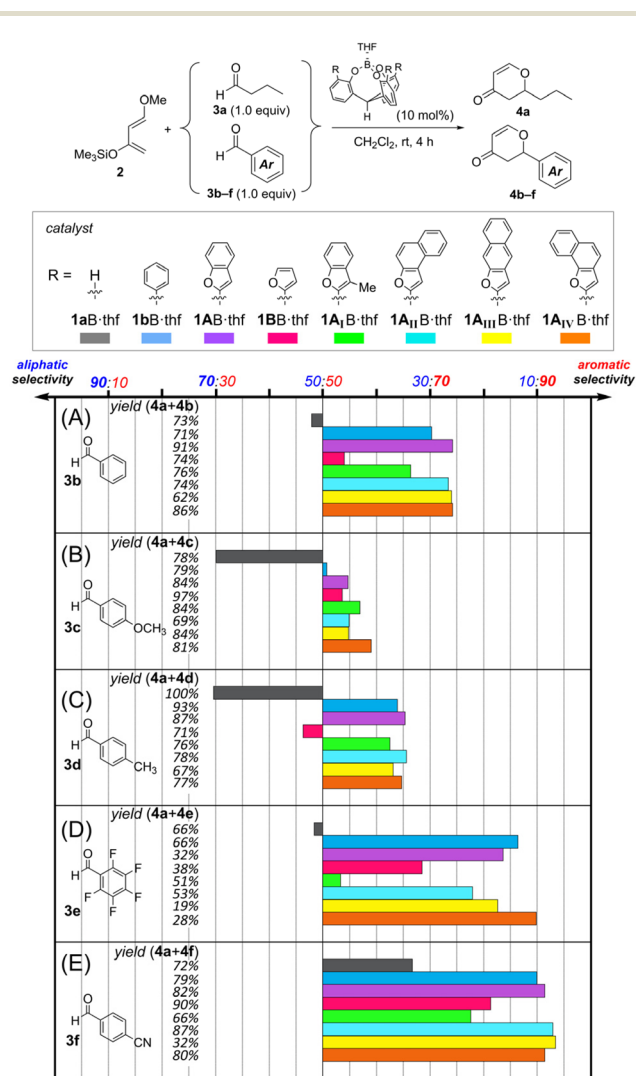 THF
R B R
O O O
H
(10 mol%)
CH₂Cl₂, rt, 4 h
OMe
Me₃SiO
2
+
O
H
3a (1.0 equiv)
O
H Ar
3b–f (1.0 equiv)
O
O
4a
O
O
Ar
4b–f
catalyst
R = H
O O O Me O O O
1aB·thf 1bB·thf 1AB·thf 1BB·thf 1A_I B·thf 1A_II B·thf 1A_III B·thf 1A_IV B·thf
aliphatic selectivity
90:10 70:30 50:50 30:70 10:90
aromatic selectivity
(A)
yield (4a+4b)
O
H
3b
73%
71%
91%
74%
76%
74%
62%
86%
(B)
yield (4a+4c)
O
H
OCH₃
3c
78%
79%
84%
97%
84%
69%
84%
81%
(C)
yield (4a+4d)
O
H
CH₃
3d
100%
93%
87%
71%
76%
78%
67%
77%
(D)
yield (4a+4e)
O
H
F
F
F
F
F
3e
66%
66%
32%
38%
51%
53%
19%
28%
(E)
yield (4a+4f)
O
H
CN
3f
72%
79%
82%
90%
66%
87%
32%
80%